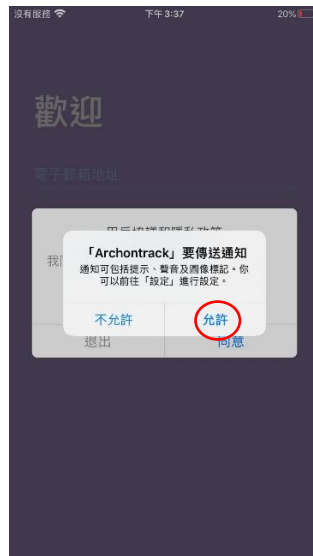 沒有服務 下午 3:37 20%
歡迎
電子郵箱地址
用戶協議和隱私政策
我
「Archontrack」要傳送通知
通知可包括提示、聲音及圖像標記。你
可以前往「設定」進行設定。
不允許 允許
退出 同意